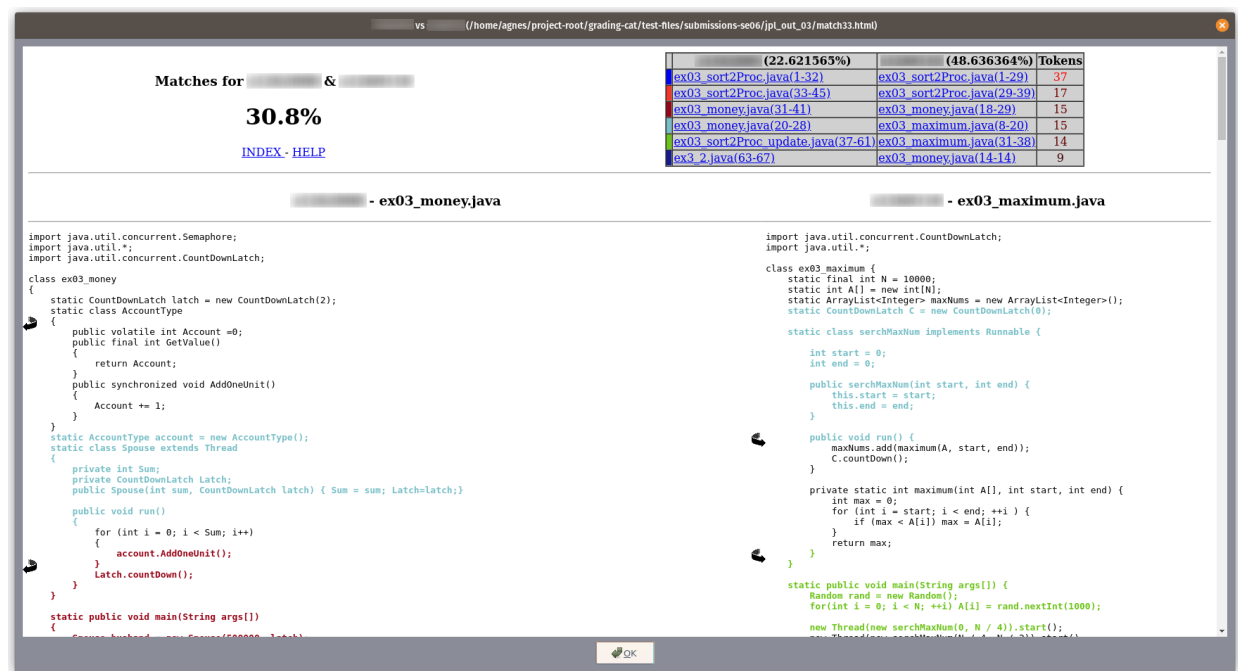 vs (/home/agnes/project-root/grading-cat/test-files/submissions-se06/jpl_out_03/match33.html)
Matches for &
30.8%
INDEX - HELP
(22.621565%) (48.636364%) Tokens
ex03_sort2Proc.java(1-32) ex03_sort2Proc.java(1-29) 37
ex03_sort2Proc.java(33-45) ex03_sort2Proc.java(29-39) 17
ex03_money.java(31-41) ex03_money.java(18-29) 15
ex03_money.java(20-28) ex03_maximum.java(8-20) 15
ex03_sort2Proc_update.java(37-61) ex03_maximum.java(31-38) 14
ex3_2.java(63-67) ex03_money.java(14-14) 9
- ex03_money.java
import java.util.concurrent.Semaphore;
import java.util.*;
import java.util.concurrent.CountDownLatch;
class ex03_money
{
static CountDownLatch latch = new CountDownLatch(2);
static class AccountType
{
public volatile int Account =0;
public final int GetValue()
{
return Account;
}
public synchronized void AddOneUnit()
{
Account += 1;
}
}
static AccountType account = new AccountType();
static class Spouse extends Thread
{
private int Sum;
private CountDownLatch Latch;
public Spouse(int sum, CountDownLatch latch) { Sum = sum; Latch=latch;}
public void run()
{
for (int i = 0; i < Sum; i++)
{
account.AddOneUnit();
}
Latch.countDown();
}
}
static public void main(String args[])
{
- ex03_maximum.java
import java.util.concurrent.CountDownLatch;
import java.util.*;
class ex03_maximum {
static final int N = 10000;
static int A[] = new int[N];
static ArrayList<Integer> maxNums = new ArrayList<Integer>();
static CountDownLatch C = new CountDownLatch(0);
static class serchMaxNum implements Runnable {
int start = 0;
int end = 0;
public serchMaxNum(int start, int end) {
this.start = start;
this.end = end;
}
public void run() {
maxNums.add(maximum(A, start, end));
C.countDown();
}
private static int maximum(int A[], int start, int end) {
int max = 0;
for (int i = start; i < end; ++i ) {
if (max < A[i]) max = A[i];
}
return max;
}
}
static public void main(String args[]) {
Random rand = new Random();
for(int i = 0; i < N; ++i) A[i] = rand.nextInt(1000);
new Thread(new serchMaxNum(0, N / 4)).start();
OK